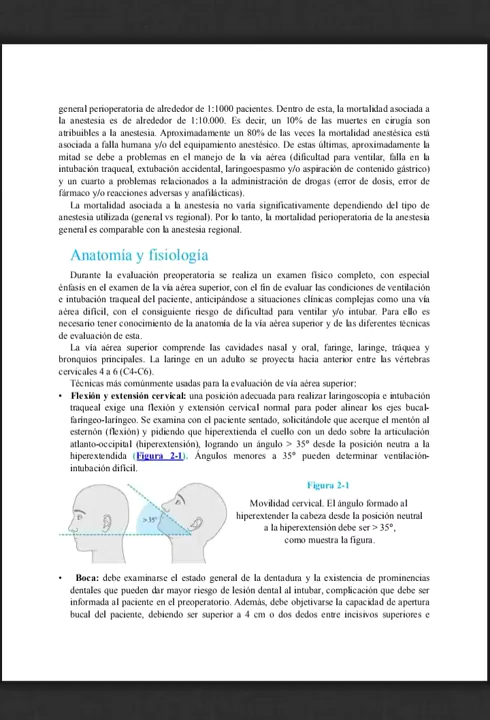 general perioperatoria de alrededor de 1:1000 pacientes. Dentro de esta, la mortalidad asociada a
la anestesia es de alrededor de 1:10.000. Es decir, un 10% de las muertes en cirugía son
atribuibles a la anestesia. Aproximadamente un 80% de las veces la mortalidad anestésica está
asociada a falla humana y/o del equipamiento anestésico. De estas últimas, aproximadamente la
mitad se debe a problemas en el manejo de la vía aérea (dificultad para ventilar, falla en la
intubación traqueal, extubación accidental, laringoespasmo y/o aspiración de contenido gástrico)
y un cuarto a problemas relacionados a la administración de drogas (error de dosis, error de
fármaco y/o reacciones adversas y anafilácticas).
La mortalidad asociada a la anestesia no varía significativamente dependiendo del tipo de
anestesia utilizada (general vs regional). Por lo tanto, la mortalidad perioperatoria de la anestesia
general es comparable con la anestesia regional.
Anatomía y fisiología
Durante la evaluación preoperatoria se realiza un examen físico completo, con especial
énfasis en el examen de la vía aérea superior, con el fin de evaluar las condiciones de ventilación
e intubación traqueal del paciente, anticipándose a situaciones clínicas complejas como una vía
aérea difícil, con el consiguiente riesgo de dificultad para ventilar y/o intubar. Para ello es
necesario tener conocimiento de la anatomía de la vía aérea superior y de las diferentes técnicas
de evaluación de esta.
La vía aérea superior comprende las cavidades nasal y oral, faringe, laringe, tráquea y
bronquios principales. La laringe en un adulto se proyecta hacia anterior entre las vértebras
cervicales 4 a 6 (C4-C6).
Técnicas más comúnmente usadas para la evaluación de vía aérea superior:
• Flexión y extensión cervical: una posición adecuada para realizar laringoscopía e intubación
traqueal exige una flexión y extensión cervical normal para poder alinear los ejes bucal-
faríngeo-laríngeo. Se examina con el paciente sentado, solicitándole que acerque el mentón al
esternón (flexión) y pidiendo que hiperextienda el cuello con un dedo sobre la articulación
atlanto-occipital (hiperextensión), logrando un ángulo > 35° desde la posición neutra a la
hiperextendida (Figura 2-1). Ángulos menores a 35° pueden determinar ventilación-
intubación difícil.
> 35°
Figura 2-1
Movilidad cervical. El ángulo formado al
hiperextender la cabeza desde la posición neutral
a la hiperextensión debe ser > 35°,
como muestra la figura.
• Boca: debe examinarse el estado general de la dentadura y la existencia de prominencias
dentales que pueden dar mayor riesgo de lesión dental al intubar, complicación que debe ser
informada al paciente en el preoperatorio. Además, debe objetivarse la capacidad de apertura
bucal del paciente, debiendo ser superior a 4 cm o dos dedos entre incisivos superiores e